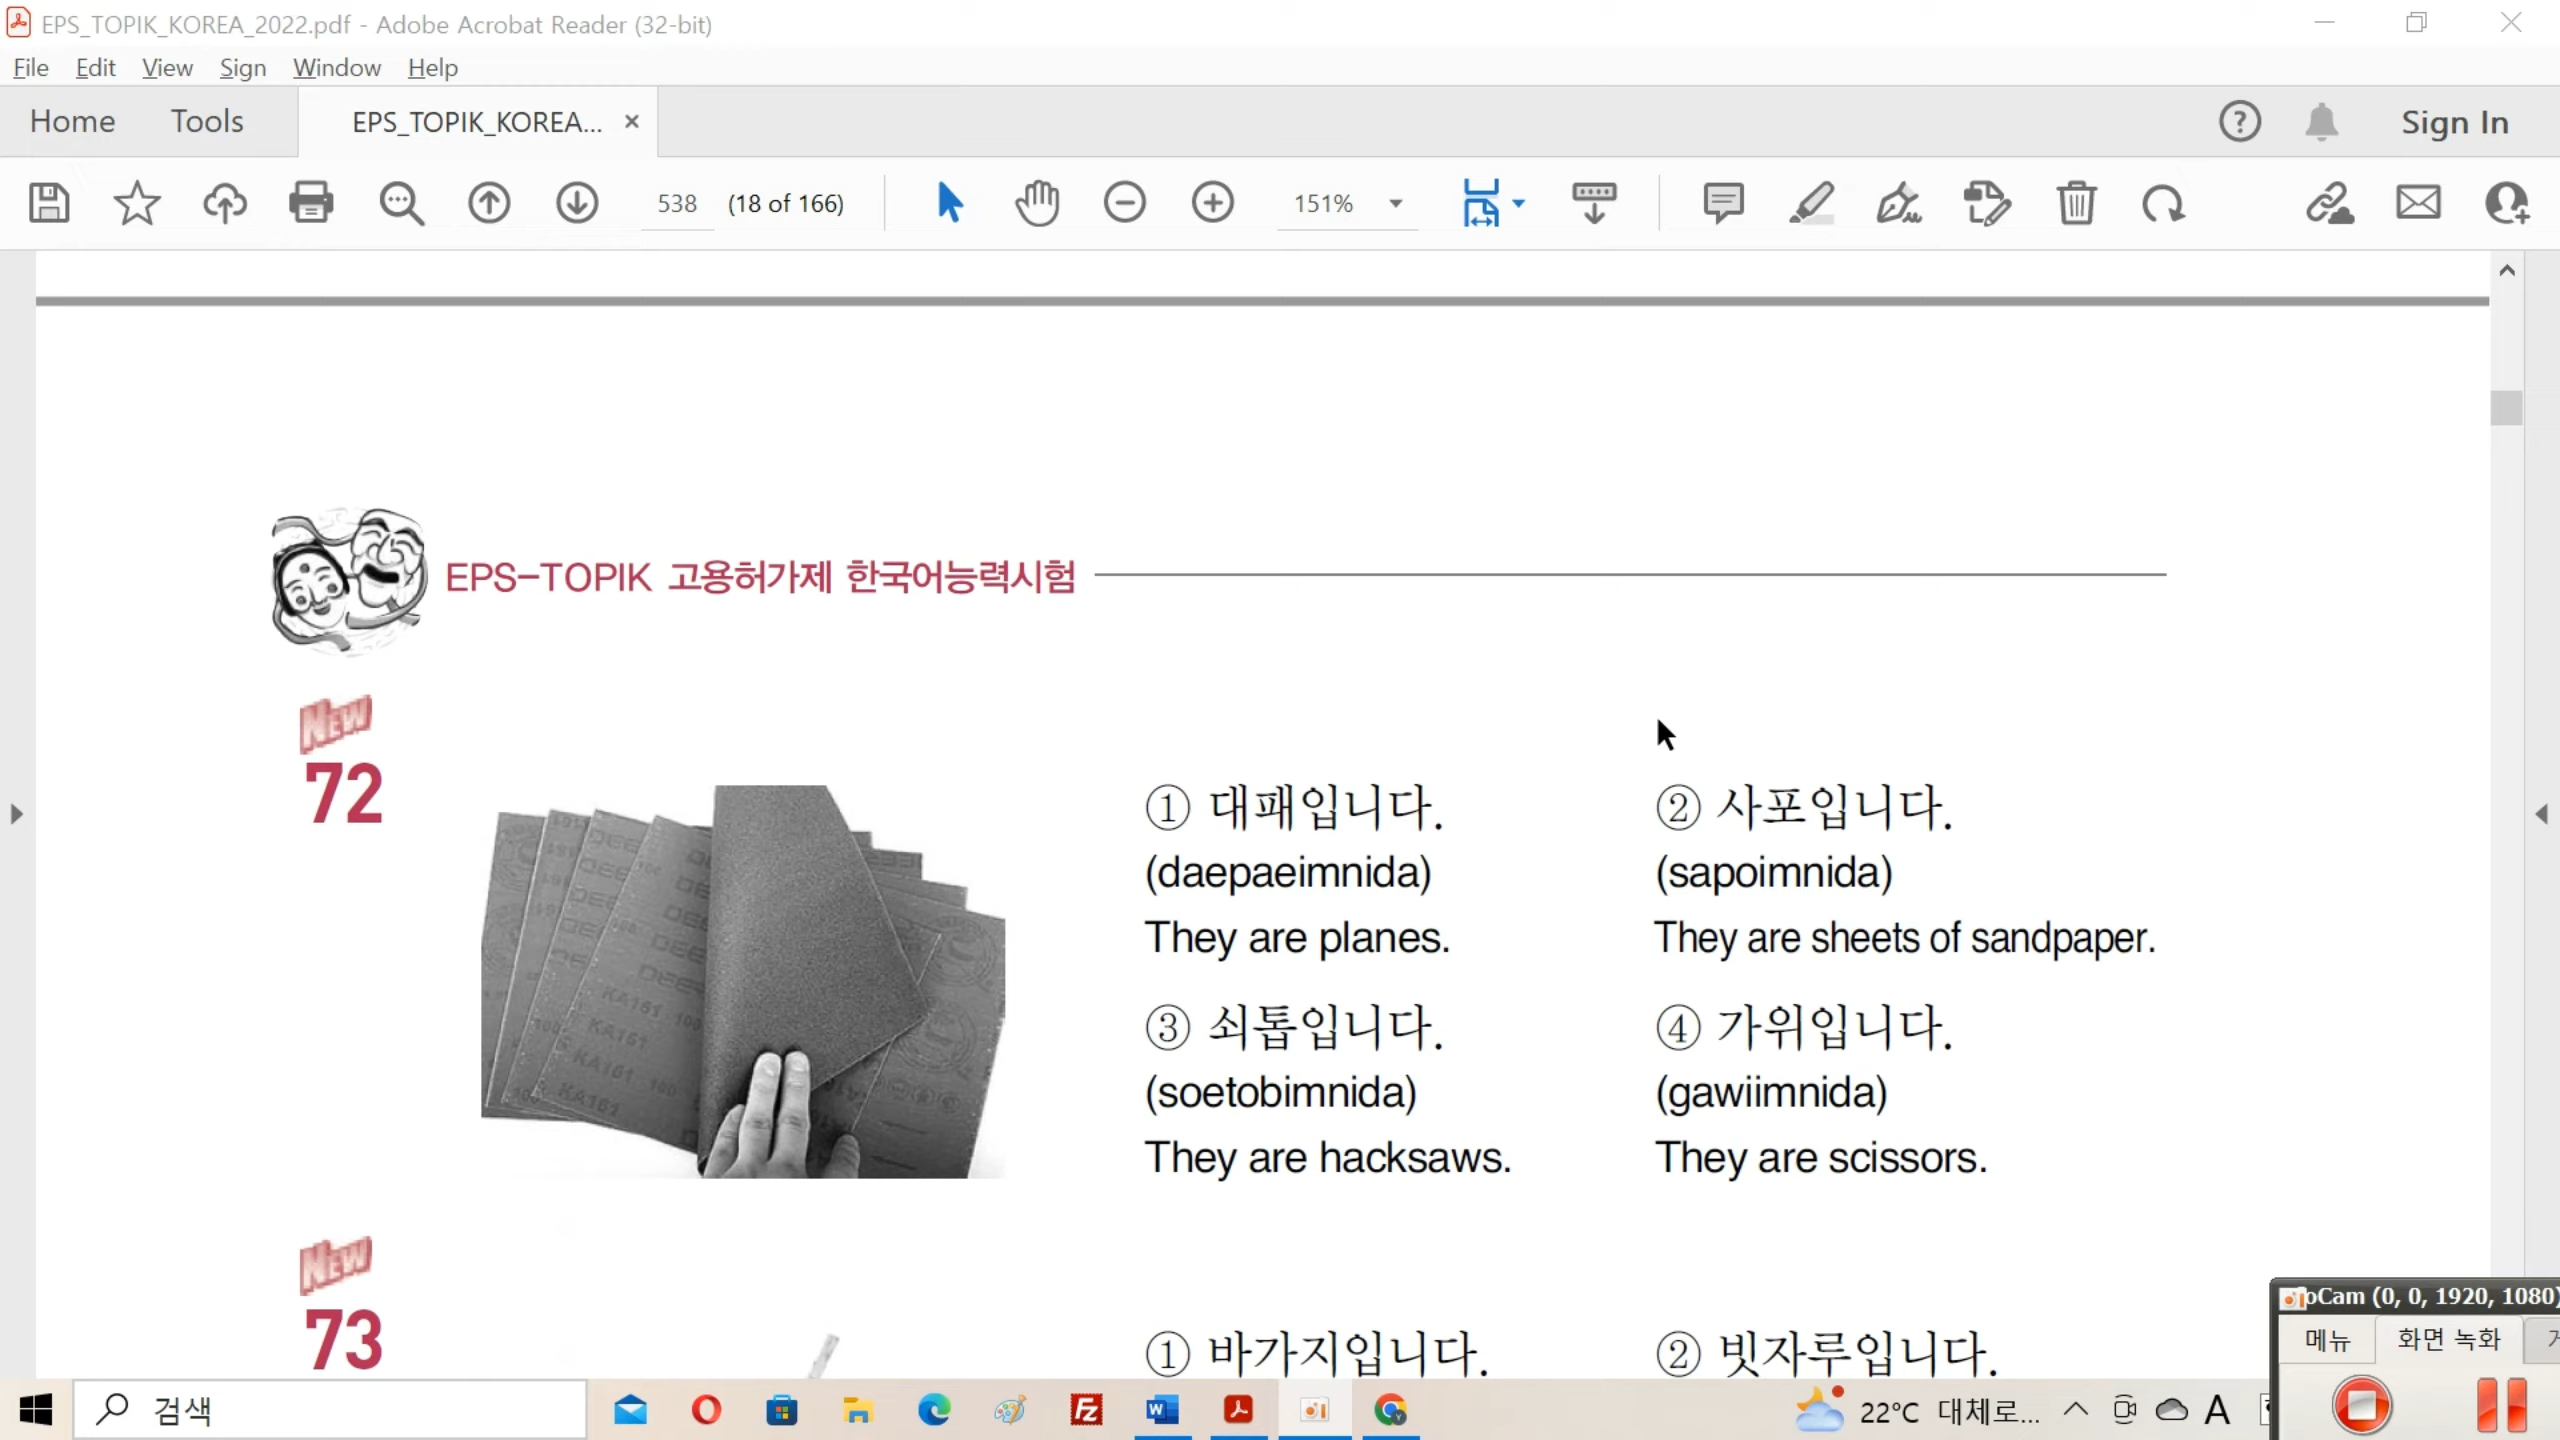 EPS_TOPIK_KOREA_2022.pdf - Adobe Acrobat Reader (32-bit)
File Edit View Sign Window Help
Home Tools EPS_TOPIK_KOREA... × Sign In
538 (18 of 166) 151%
EPS-TOPIK 고용허가제 한국어능력시험
NEW
72
① 대패입니다. ② 사포입니다.
(daepaeimnida) (sapoimnida)
They are planes. They are sheets of sandpaper.
③ 쇠톱입니다. ④ 가위입니다.
(soetobimnida) (gawiimnida)
They are hacksaws. They are scissors.
KA161 100
KA161
KA161 100
KA161
NEW
73
① 바가지입니다. ② 빗자루입니다.
oCam (0, 0, 1920, 1080)
메뉴 화면 녹화
검색 22°C 대체로... A